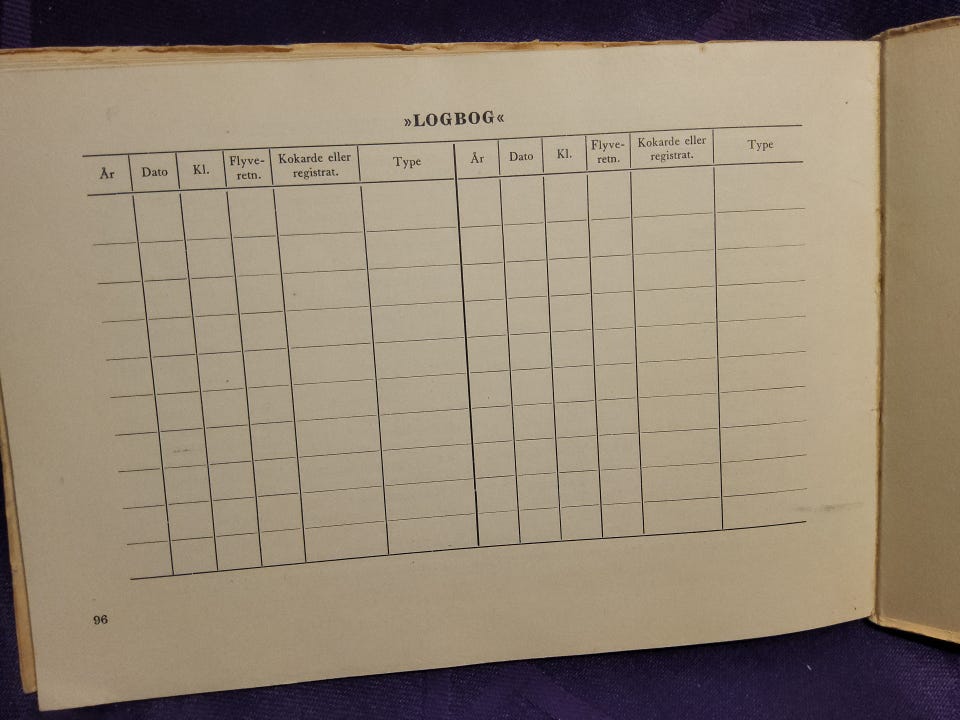 »LOGBOG«
År Dato Kl. Flyve-retn. Kokarde eller registrat. Type År Dato Kl. Flyve-retn. Kokarde eller registrat. Type
96